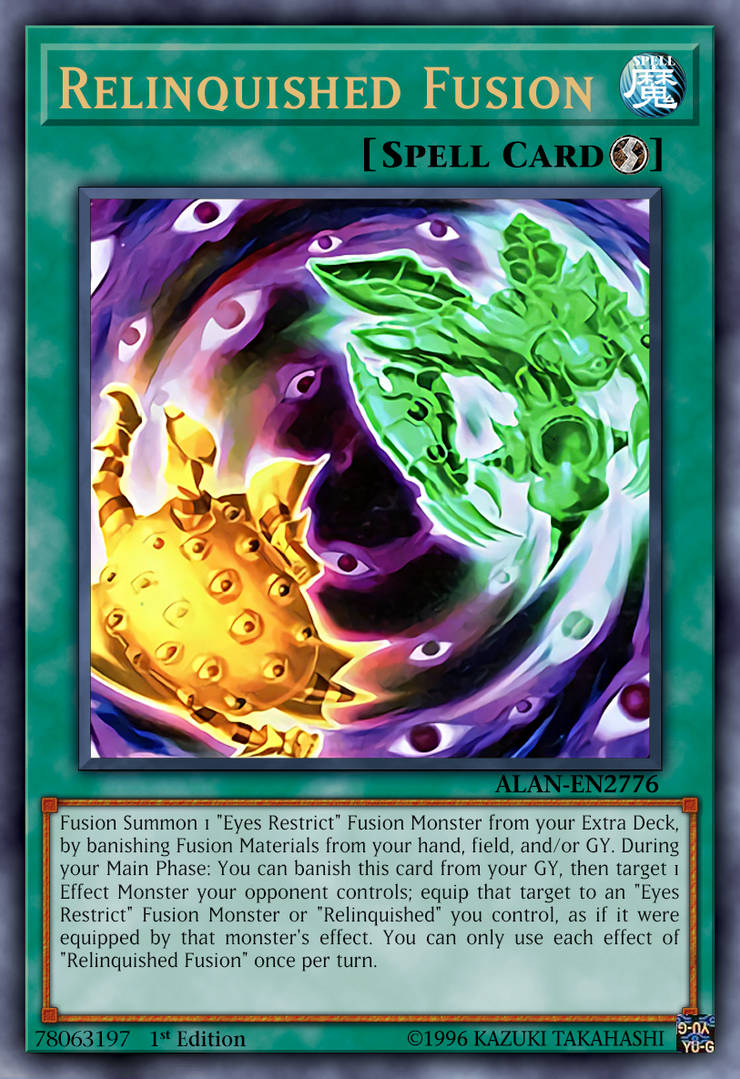 Relinquished Fusion
SPELL
魔
[Spell Card]
ALAN-EN2776
Fusion Summon 1 "Eyes Restrict" Fusion Monster from your Extra Deck,
by banishing Fusion Materials from your hand, field, and/or GY. During
your Main Phase: You can banish this card from your GY, then target 1
Effect Monster your opponent controls; equip that target to an "Eyes
Restrict" Fusion Monster or "Relinquished" you control, as if it were
equipped by that monster's effect. You can only use each effect of
"Relinquished Fusion" once per turn.
78063197 1st Edition ©1996 KAZUKI TAKAHASHI